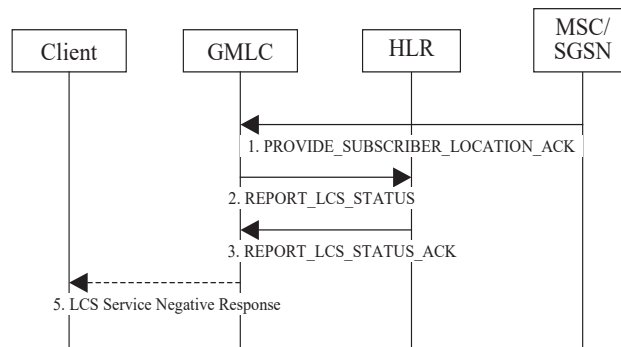 Client
GMLC
HLR
MSC/
SGSN
1. PROVIDE_SUBSCRIBER_LOCATION_ACK
2. REPORT_LCS_STATUS
3. REPORT_LCS_STATUS_ACK
5. LCS Service Negative Response